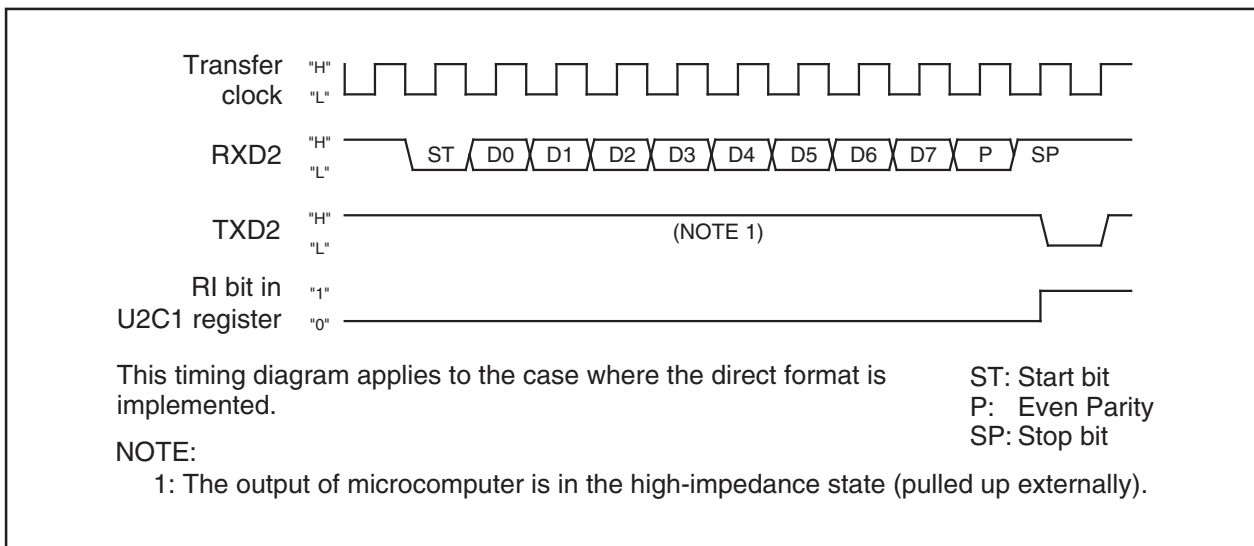 Transfer clock "H" "L"
RXD2 "H" "L" ST D0 D1 D2 D3 D4 D5 D6 D7 P SP
TXD2 "H" "L" (NOTE 1)
RI bit in U2C1 register "1" "0"
This timing diagram applies to the case where the direct format is
implemented.
ST: Start bit
P: Even Parity
SP: Stop bit
NOTE:
1: The output of microcomputer is in the high-impedance state (pulled up externally).